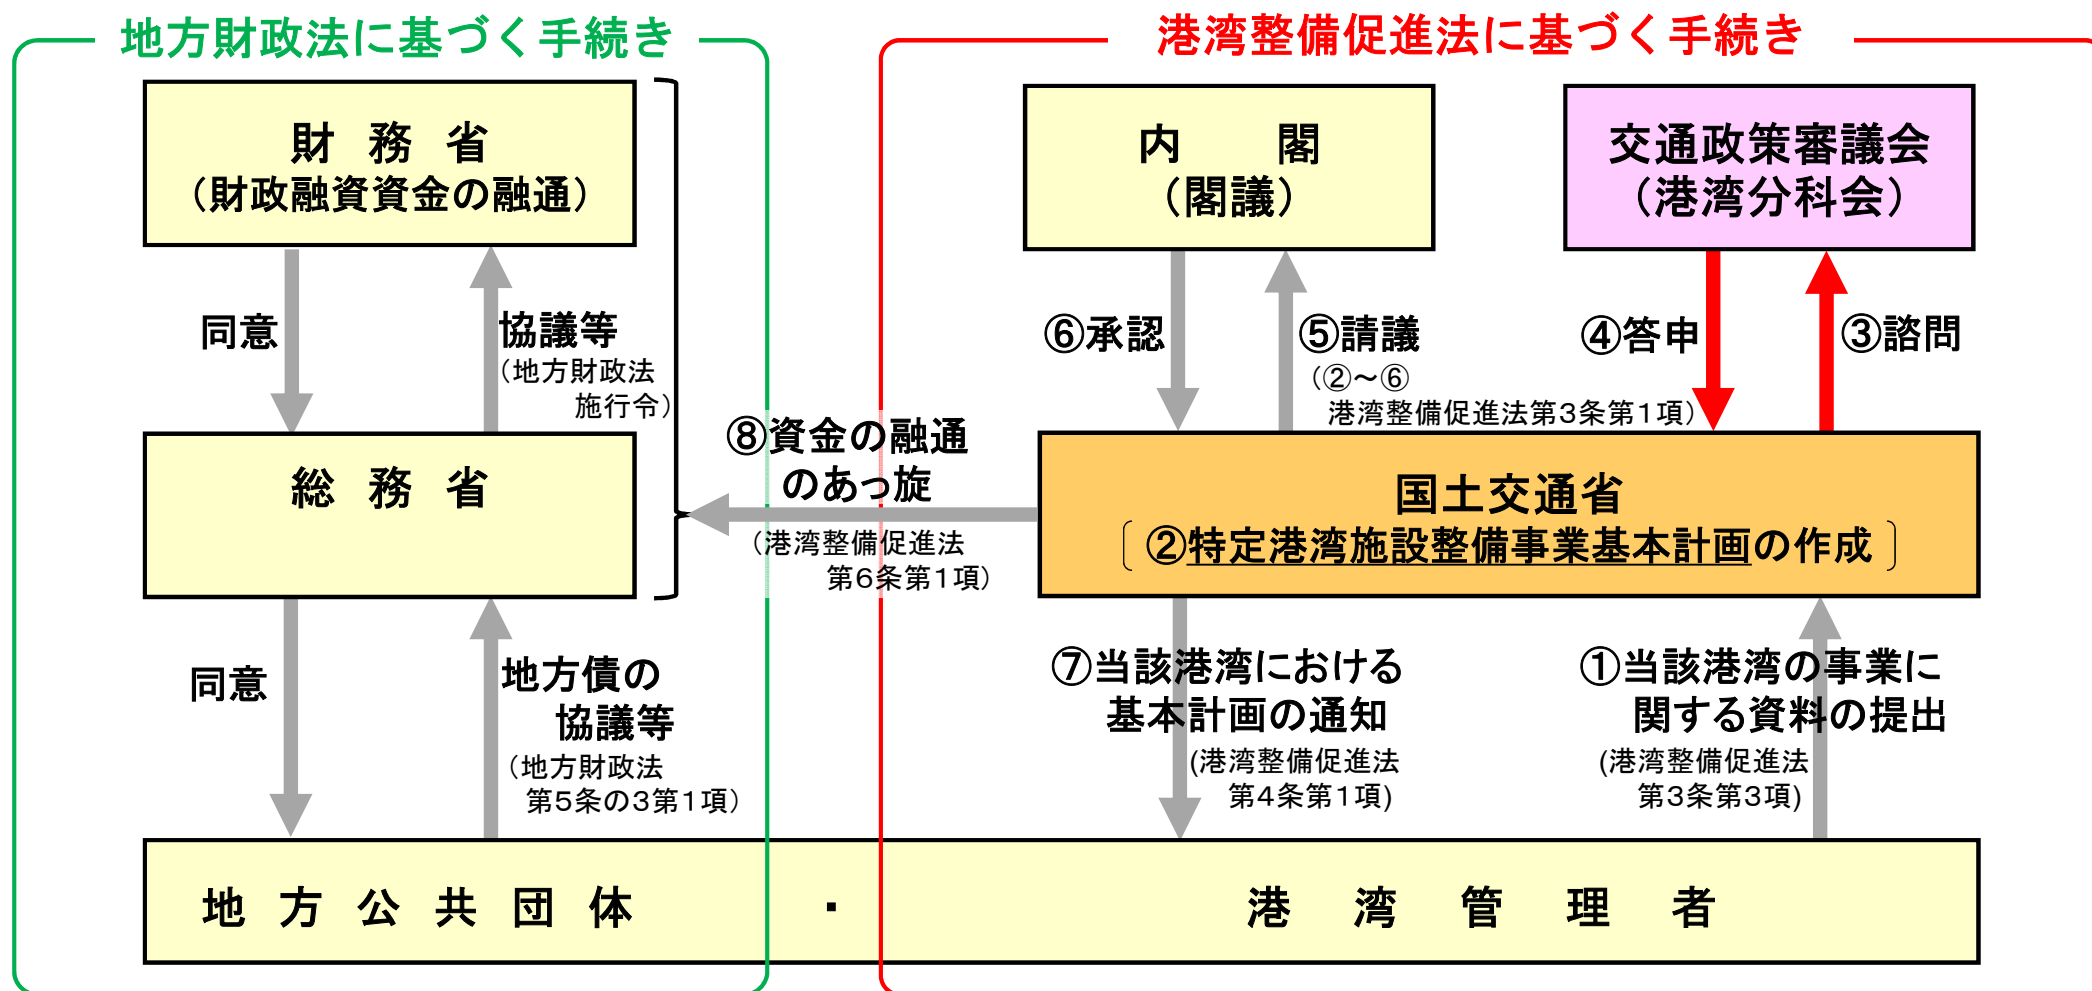 地方財政法に基づく手続き
財務省
（財政融資資金の融通）
同意
協議等
（地方財政法
施行令）
総務省
同意
地方債の
協議等
（地方財政法
第５条の３第１項）
港湾整備促進法に基づく手続き
内閣
（閣議）
交通政策審議会
（港湾分科会）
⑥承認
⑤請議
（②～⑥
港湾整備促進法第３条第１項）
④答申
③諮問
⑧資金の融通
のあっ旋
（港湾整備促進法
第６条第１項）
国土交通省
〔②特定港湾施設整備事業基本計画の作成〕
⑦当該港湾における
基本計画の通知
(港湾整備促進法
第４条第１項)
①当該港湾の事業に
関する資料の提出
(港湾整備促進法
第３条第３項)
地方公共団体・港湾管理者